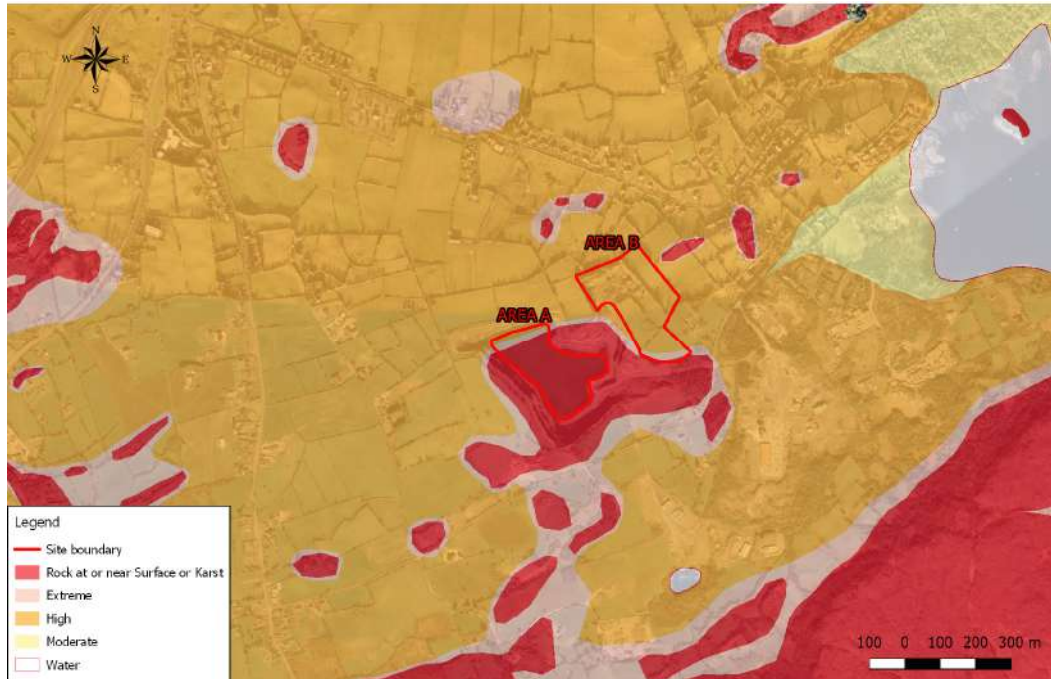 N
W E
S
AREA B
AREA A
Legend
Site boundary
Rock at or near Surface or Karst
Extreme
High
Moderate
Water
100 0 100 200 300 m